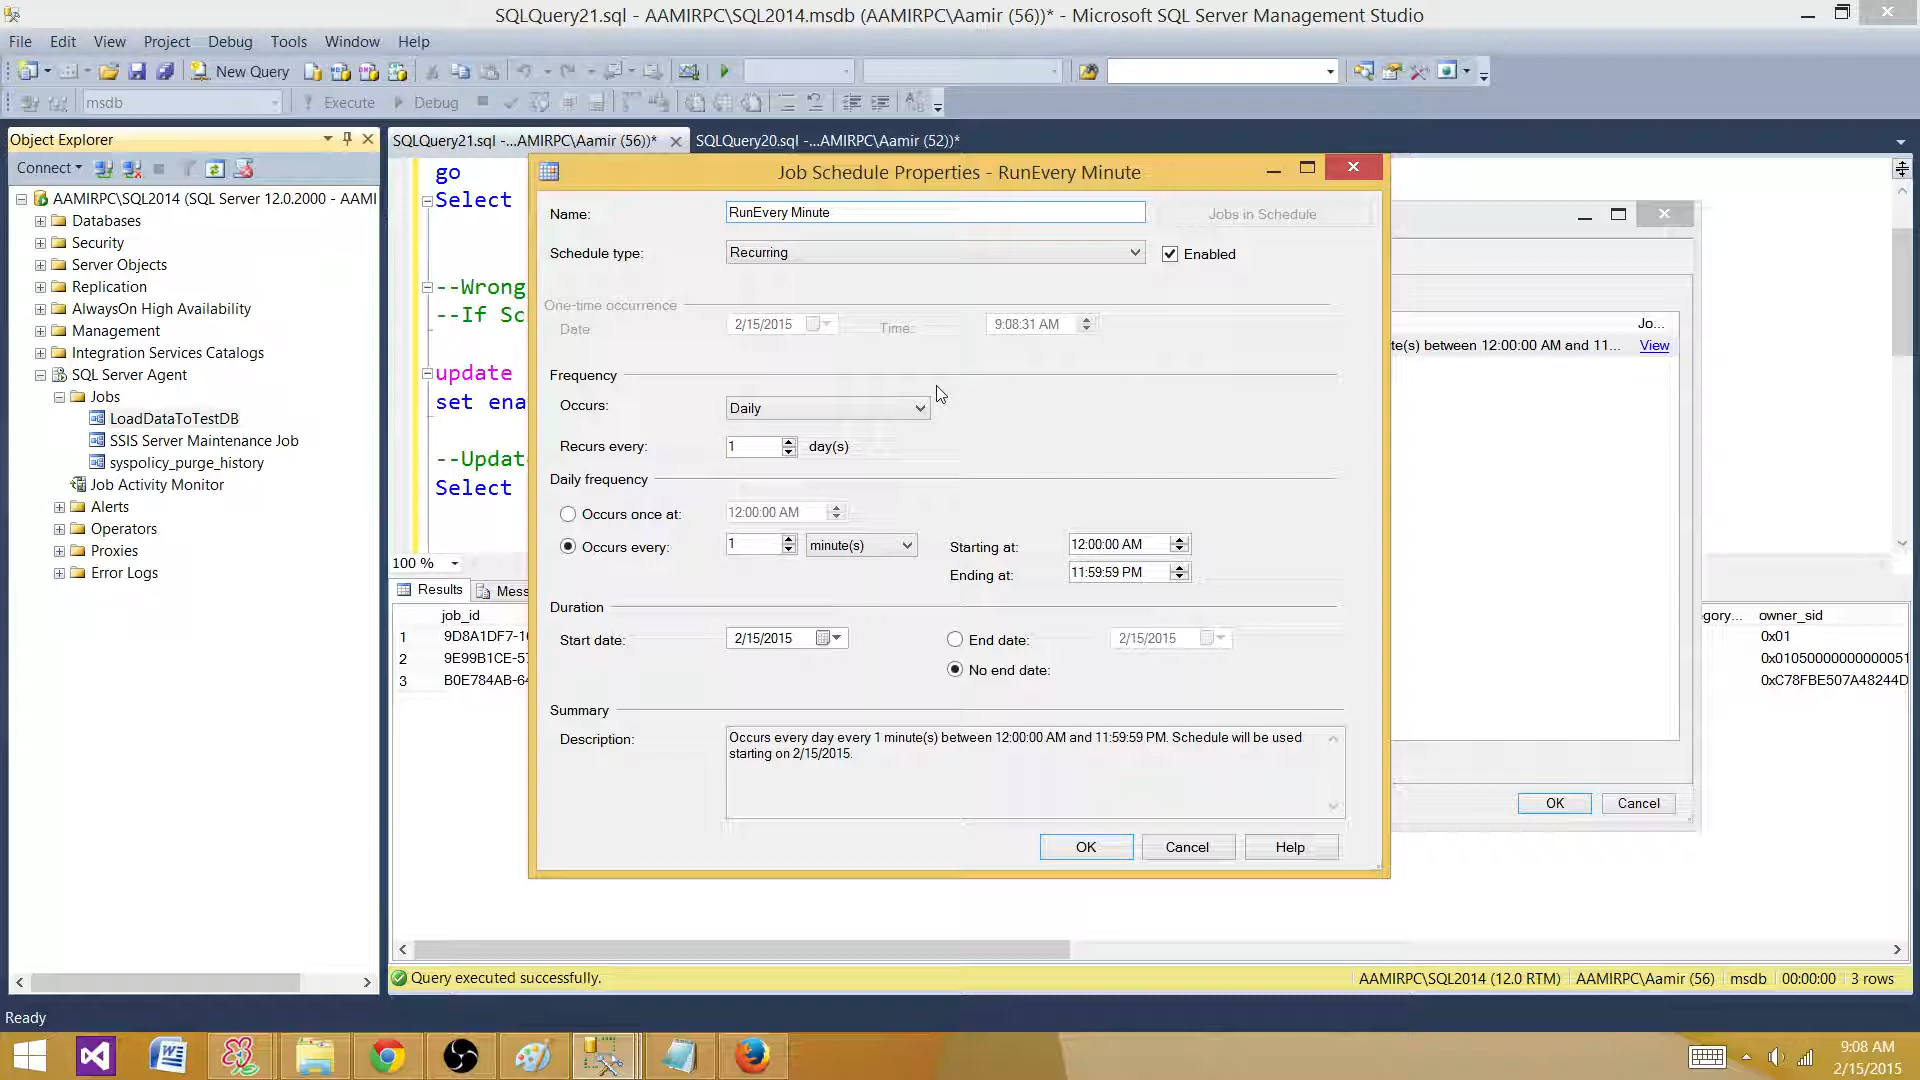 SQLQuery21.sql - AAMIRPC\SQL2014.msdb (AAMIRPC\Aamir (56))* - Microsoft SQL Server Management Studio
File Edit View Project Debug Tools Window Help
New Query
msdb Execute Debug
Object Explorer
SQLQuery21.sql -...AMIRPC\Aamir (56))* SQLQuery20.sql -...AMIRPC\Aamir (52))*
Connect
AAMIRPC\SQL2014 (SQL Server 12.0.2000 - AAMI
Databases
Security
Server Objects
Replication
AlwaysOn High Availability
Management
Integration Services Catalogs
SQL Server Agent
Jobs
LoadDataToTestDB
SSIS Server Maintenance Job
syspolicy_purge_history
Job Activity Monitor
Alerts
Operators
Proxies
Error Logs
go
Select
--Wrong
--If Sc
update
set ena
--Updat
Select
100 %
Results Mess
job_id
1 9D8A1DF7-1
2 9E99B1CE-57
3 B0E784AB-64
Job Schedule Properties - RunEvery Minute
Name: RunEvery Minute Jobs in Schedule
Schedule type: Recurring Enabled
One-time occurrence
Date 2/15/2015 Time: 9:08:31 AM
Frequency
Occurs: Daily
Recurs every: 1 day(s)
Daily frequency
Occurs once at: 12:00:00 AM
Occurs every: 1 minute(s) Starting at: 12:00:00 AM
Ending at: 11:59:59 PM
Duration
Start date: 2/15/2015 End date: 2/15/2015
No end date:
Summary
Description: Occurs every day every 1 minute(s) between 12:00:00 AM and 11:59:59 PM. Schedule will be used
starting on 2/15/2015.
OK Cancel Help
Jo...
te(s) between 12:00:00 AM and 11... View
OK Cancel
gory... owner_sid
0x01
0x01050000000000051
0xC78FBE507A48244D
Query executed successfully. AAMIRPC\SQL2014 (12.0 RTM) AAMIRPC\Aamir (56) msdb 00:00:00 3 rows
Ready
9:08 AM
2/15/2015